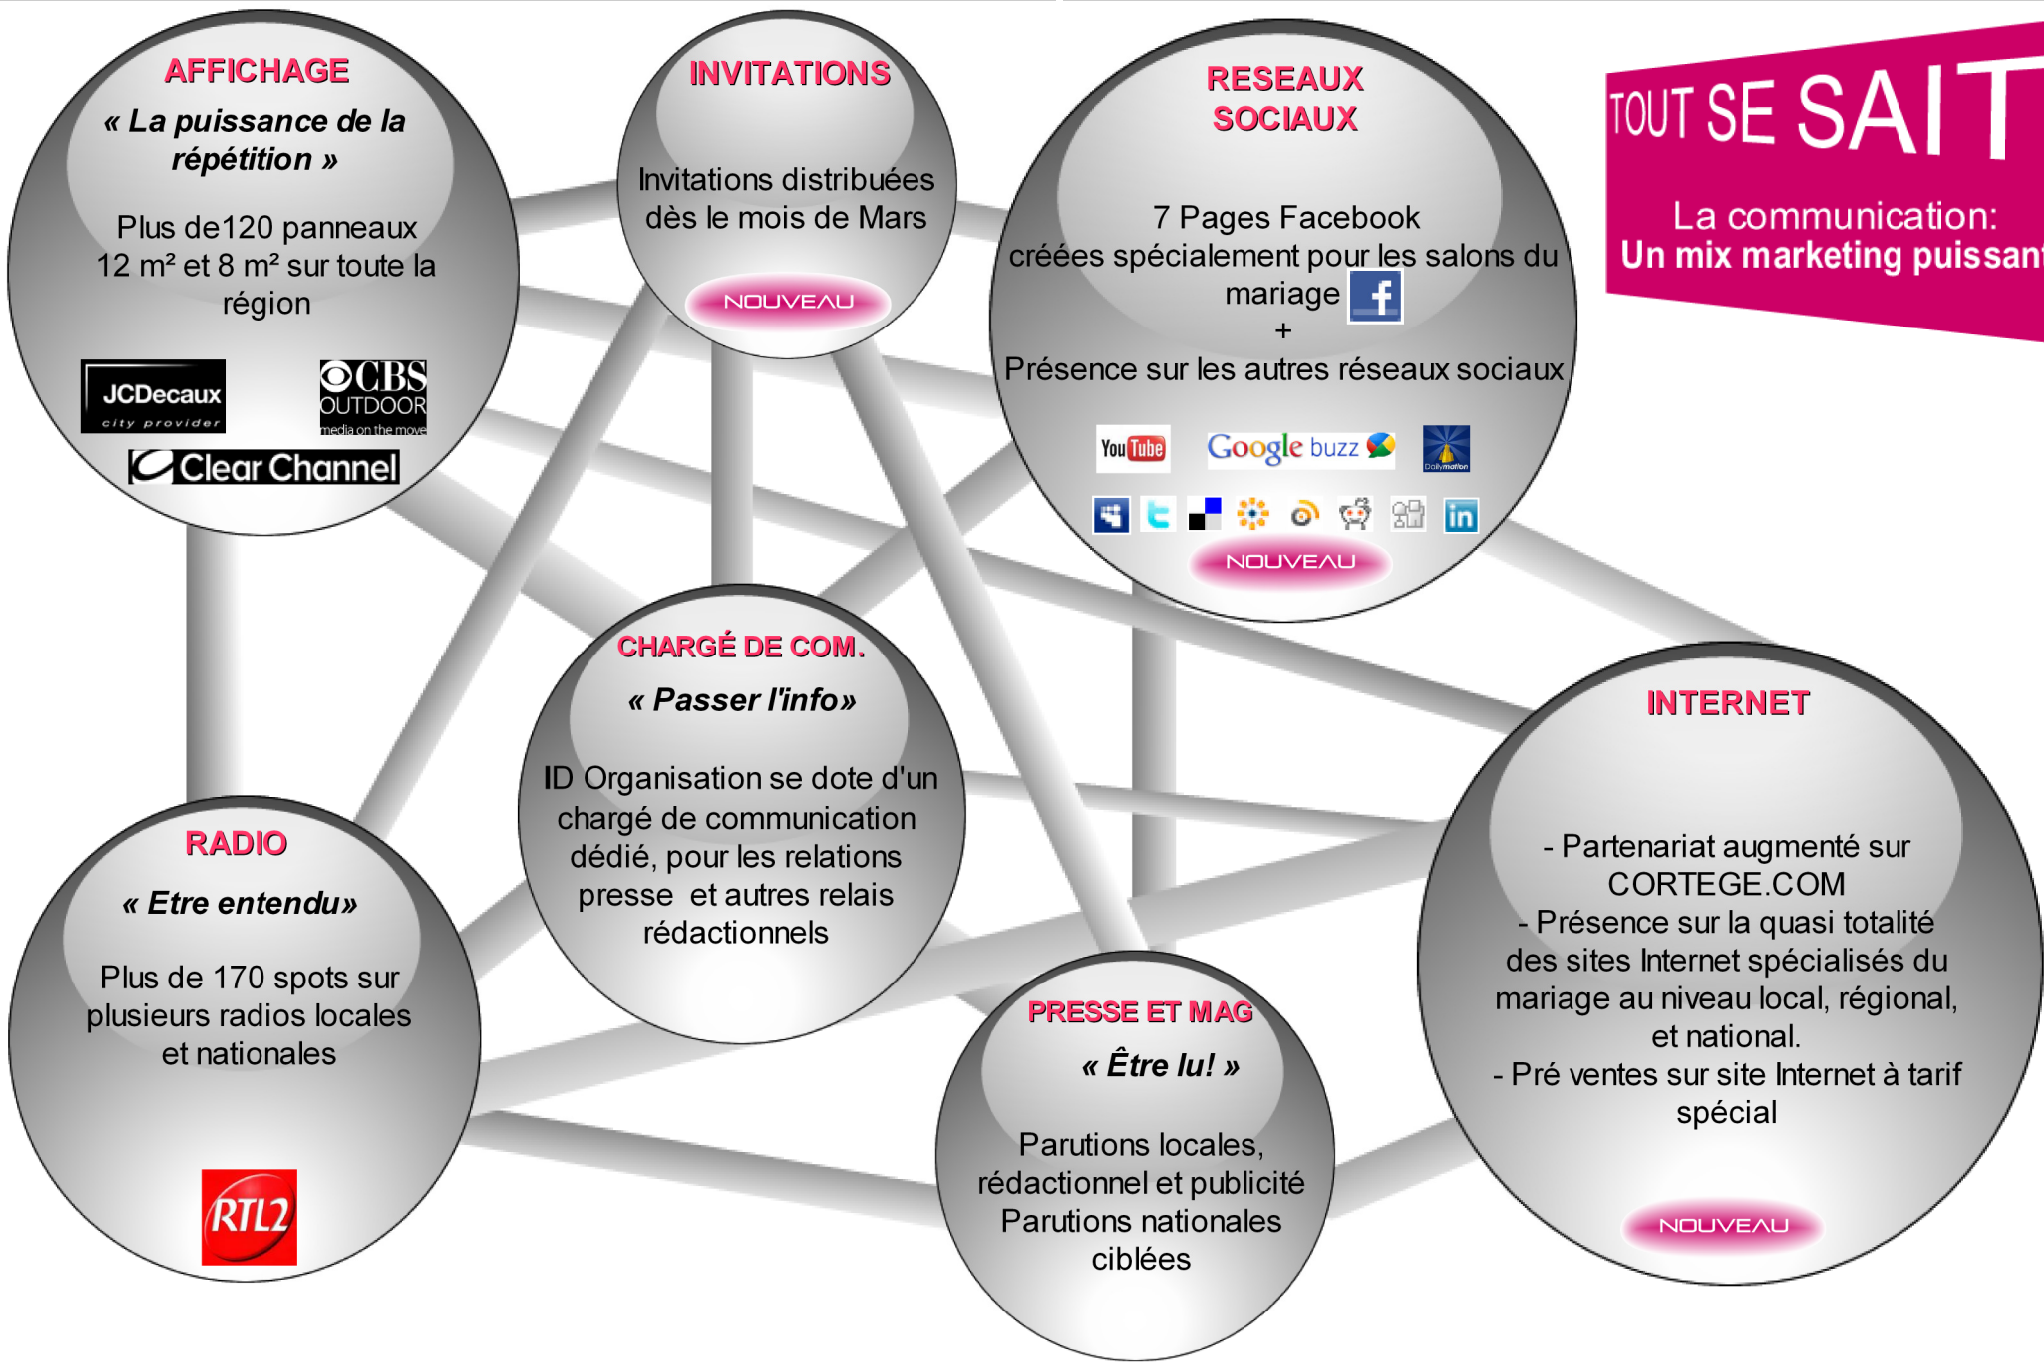 AFFICHAGE
« La puissance de la
répétition »
Plus de120 panneaux
12 m² et 8 m² sur toute la
région
JCDecaux
city provider
CBS
OUTDOOR
media on the move
Clear Channel
INVITATIONS
Invitations distribuées
dès le mois de Mars
NOUVEAU
RESEAUX
SOCIAUX
7 Pages Facebook
créées spécialement pour les salons du
mariage f
+
Présence sur les autres réseaux sociaux
YouTube
Google buzz
Dailymotion
t
in
NOUVEAU
TOUT SE SAIT
La communication:
Un mix marketing puissant
CHARGÉ DE COM.
« Passer l'info»
ID Organisation se dote d'un
chargé de communication
dédié, pour les relations
presse et autres relais
rédactionnels
INTERNET
- Partenariat augmenté sur
CORTEGE.COM
- Présence sur la quasi totalité
des sites Internet spécialisés du
mariage au niveau local, régional,
et national.
- Pré ventes sur site Internet à tarif
spécial
NOUVEAU
RADIO
« Etre entendu»
Plus de 170 spots sur
plusieurs radios locales
et nationales
RTL2
PRESSE ET MAG
« Être lu! »
Parutions locales,
rédactionnel et publicité
Parutions nationales
ciblées